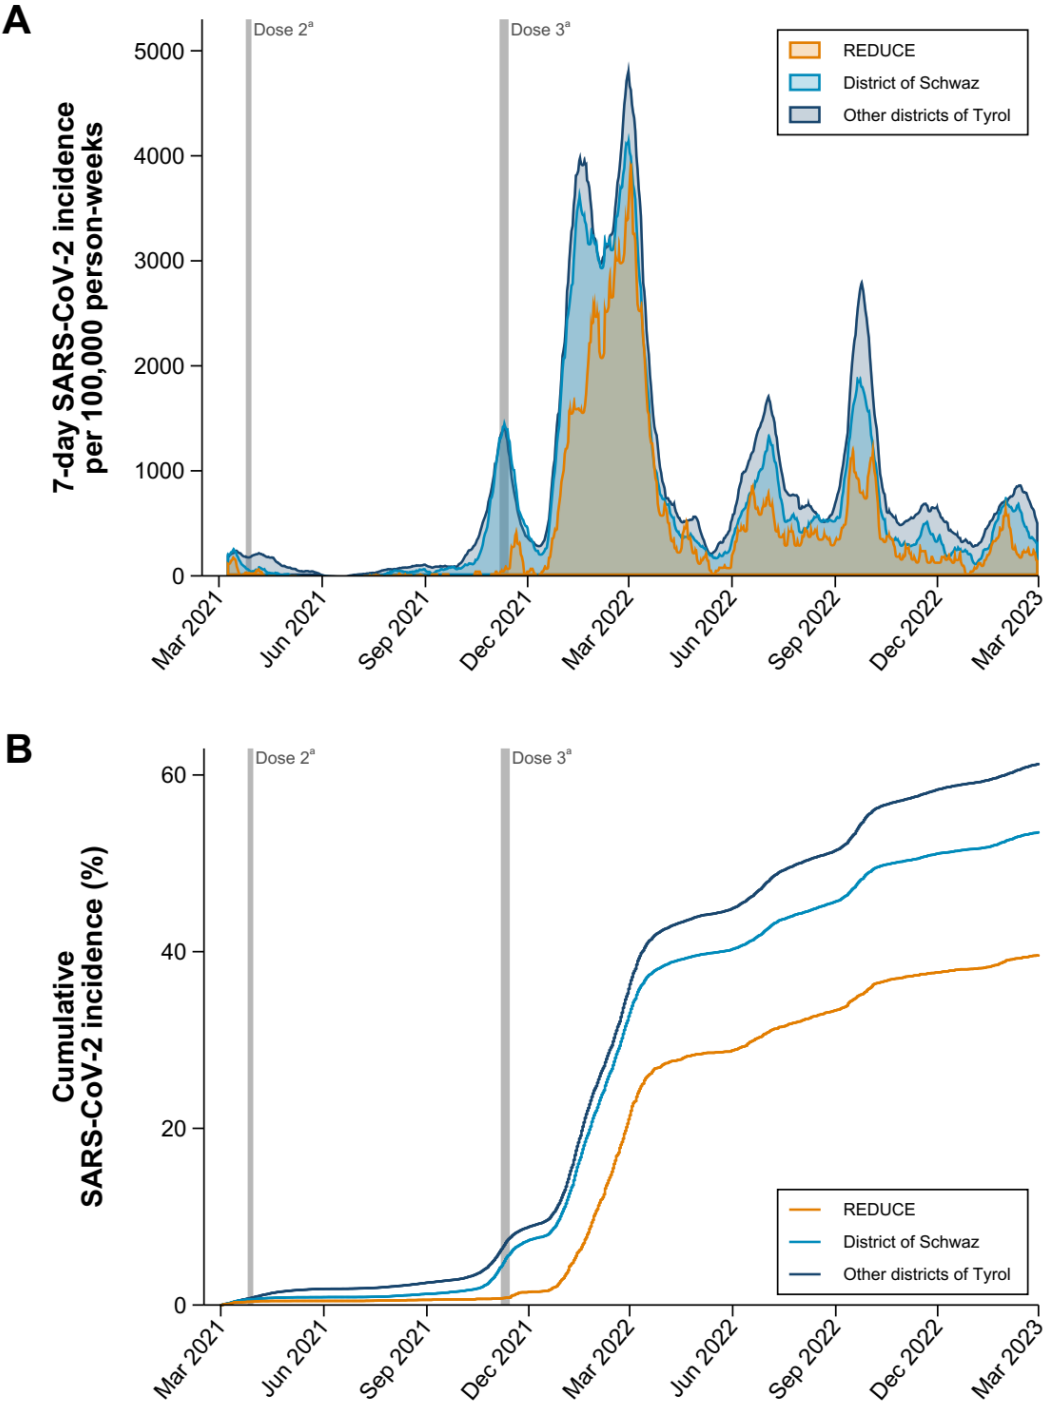 A
Dose 2ᵃ
Dose 3ᵃ
REDUCE
District of Schwaz
Other districts of Tyrol
7-day SARS-CoV-2 incidence
per 100,000 person-weeks
5000
4000
3000
2000
1000
0
Mar 2021
Jun 2021
Sep 2021
Dec 2021
Mar 2022
Jun 2022
Sep 2022
Dec 2022
Mar 2023
B
Dose 2ᵃ
Dose 3ᵃ
Cumulative
SARS-CoV-2 incidence (%)
60
40
20
0
REDUCE
District of Schwaz
Other districts of Tyrol
Mar 2021
Jun 2021
Sep 2021
Dec 2021
Mar 2022
Jun 2022
Sep 2022
Dec 2022
Mar 2023